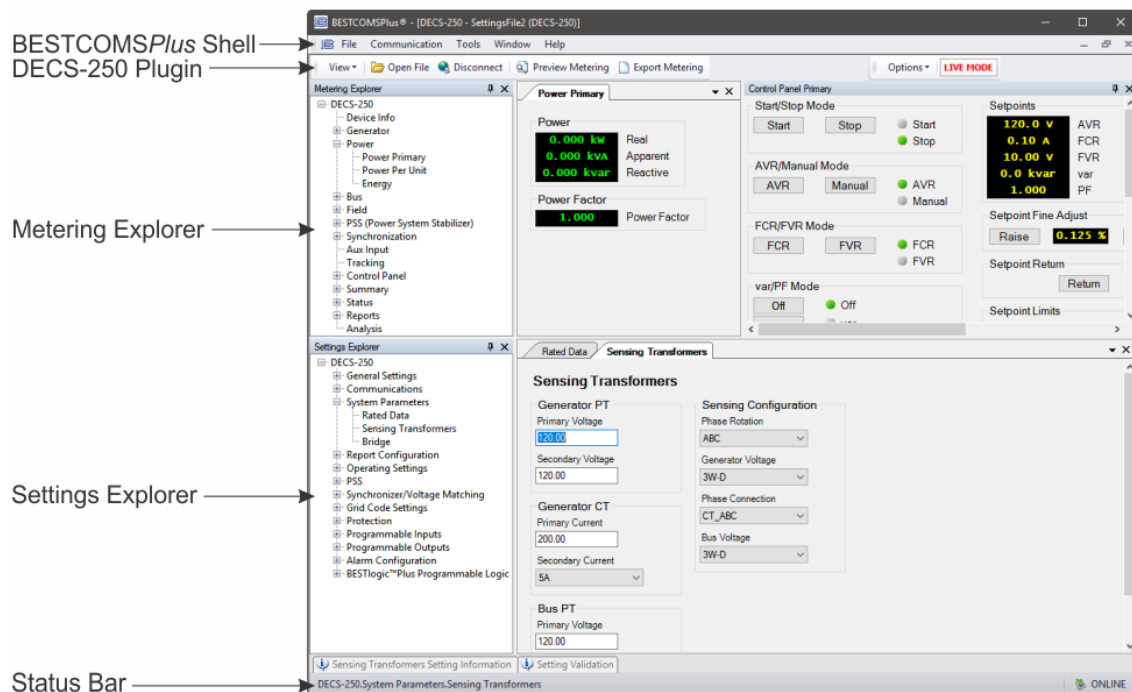 BESTCOMSPlus Shell
DECS-250 Plugin
Metering Explorer
Settings Explorer
Status Bar
BESTCOMSPlus® - [DECS-250 - SettingsFile2 (DECS-250)]
File Communication Tools Window Help
View Open File Disconnect Preview Metering Export Metering Options LIVE MODE
Metering Explorer
DECS-250
Device Info
Generator
Power
Power Primary
Power Per Unit
Energy
Bus
Field
PSS (Power System Stabilizer)
Synchronization
Aux Input
Tracking
Control Panel
Summary
Status
Reports
Analysis
Power Primary
Power
0.000 kW Real
0.000 kVA Apparent
0.000 kvar Reactive
Power Factor
1.000 Power Factor
Control Panel Primary
Start/Stop Mode
Start Stop Start
Stop
AVR/Manual Mode
AVR Manual AVR
Manual
FCR/FVR Mode
FCR FVR FCR
FVR
var/PF Mode
Off Off
Setpoints
120.0 V AVR
0.10 A FCR
10.00 V FVR
0.0 kvar var
1.000 PF
Setpoint Fine Adjust
Raise 0.125 %
Setpoint Return
Return
Setpoint Limits
Settings Explorer
DECS-250
General Settings
Communications
System Parameters
Rated Data
Sensing Transformers
Bridge
Report Configuration
Operating Settings
PSS
Synchronizer/Voltage Matching
Grid Code Settings
Protection
Programmable Inputs
Programmable Outputs
Alarm Configuration
BESTlogic™Plus Programmable Logic
Rated Data Sensing Transformers
Sensing Transformers
Generator PT
Primary Voltage
120.00
Secondary Voltage
120.00
Generator CT
Primary Current
200.00
Secondary Current
5A
Bus PT
Primary Voltage
120.00
Sensing Configuration
Phase Rotation
ABC
Generator Voltage
3W-D
Phase Connection
CT_ABC
Bus Voltage
3W-D
Sensing Transformers Setting Information Setting Validation
DECS-250.System Parameters.Sensing Transformers ONLINE